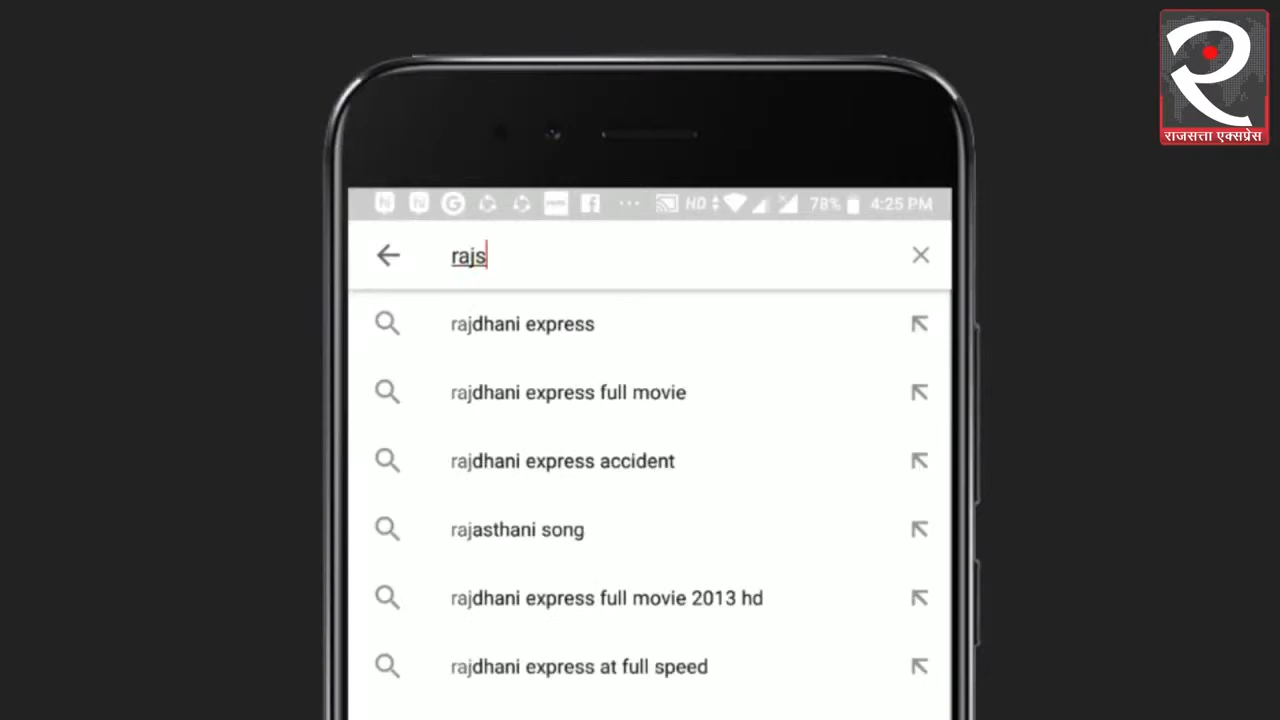 राजसत्ता एक्सप्रेस
HD 78% 4:25 PM
rajs
rajdhani express
rajdhani express full movie
rajdhani express accident
rajasthani song
rajdhani express full movie 2013 hd
rajdhani express at full speed